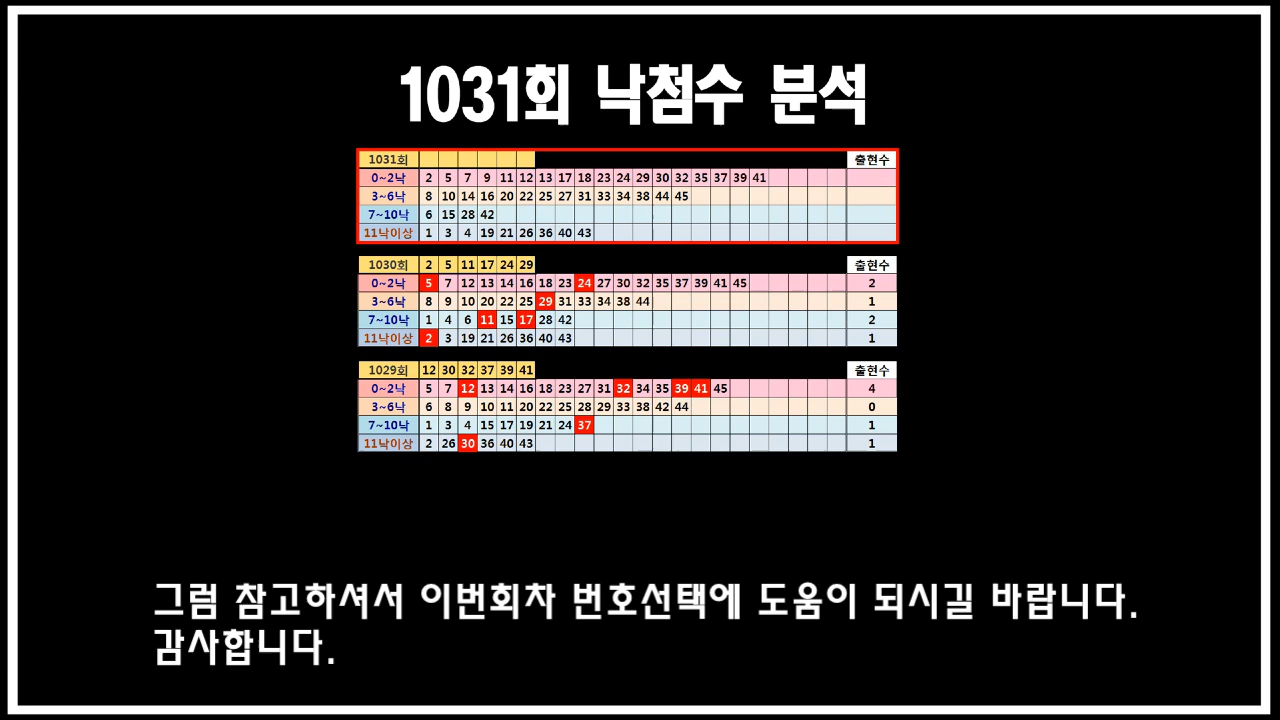 1031회 낙첨수 분석
1031회 출현수
0~2낙 2 5 7 9 11 12 13 17 18 23 24 29 30 32 35 37 39 41
3~6낙 8 10 14 16 20 22 25 27 31 33 34 38 44 45
7~10낙 6 15 28 42
11낙이상 1 3 4 19 21 26 36 40 43
1030회 2 5 11 17 24 29 출현수
0~2낙 5 7 12 13 14 16 18 23 24 27 30 32 35 37 39 41 45 2
3~6낙 8 9 10 20 22 25 29 31 33 34 38 44 1
7~10낙 1 4 6 11 15 17 28 42 2
11낙이상 2 3 19 21 26 36 40 43 1
1029회 12 30 32 37 39 41 출현수
0~2낙 5 7 12 13 14 16 18 23 27 31 32 34 35 39 41 45 4
3~6낙 6 8 9 10 11 20 22 25 28 29 33 38 42 44 0
7~10낙 1 3 4 15 17 19 21 24 37 1
11낙이상 2 26 30 36 40 43 1
그럼 참고하셔서 이번회차 번호선택에 도움이 되시길 바랍니다.
감사합니다.